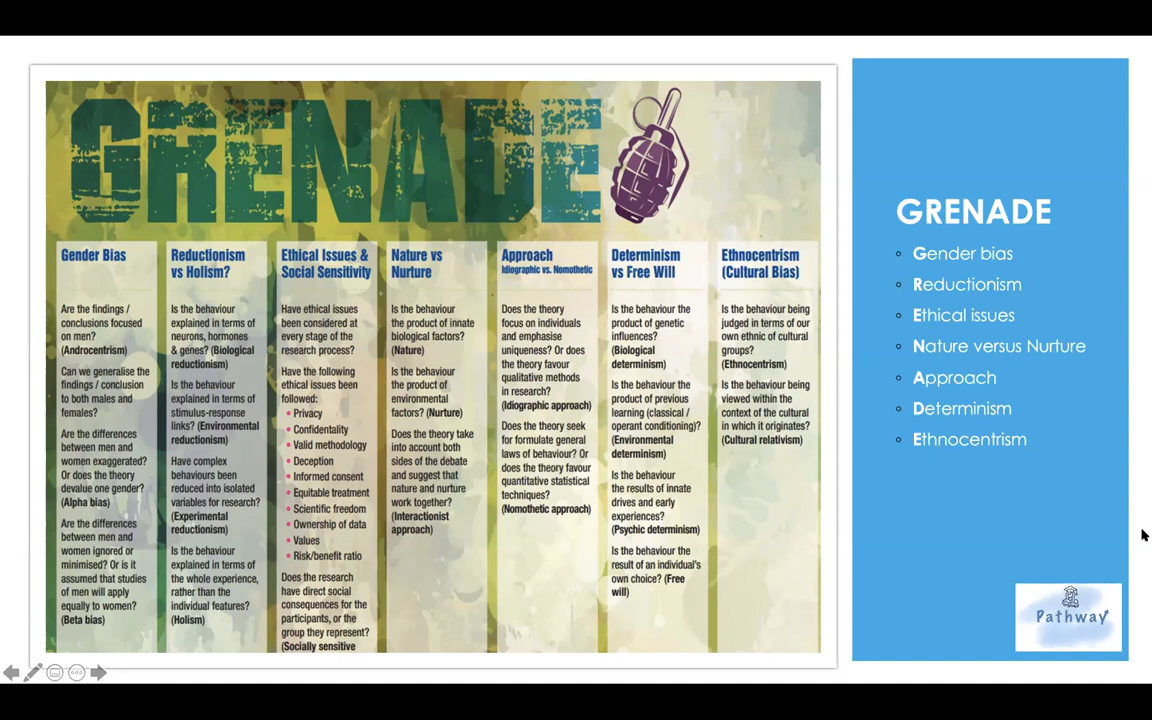 GRENADE
Gender Bias
Are the findings /
conclusions focused
on men?
(Androcentrism)
Can we generalise the
findings / conclusion
to both males and
females?
Are the differences
between men and
women exaggerated?
Or does the theory
devalue one gender?
(Alpha bias)
Are the differences
between men and
women ignored or
minimised? Or is it
assumed that studies
of men will apply
equally to women?
(Beta bias)
Reductionism
vs Holism?
Is the behaviour
explained in terms of
neurons, hormones
& genes? (Biological
reductionism)
Is the behaviour
explained in terms of
stimulus-response
links? (Environmental
reductionism)
Have complex
behaviours been
reduced into isolated
variables for research?
(Experimental
reductionism)
Is the behaviour
explained in terms of
the whole experience,
rather than the
individual features?
(Holism)
Ethical Issues &
Social Sensitivity
Have ethical issues
been considered at
every stage of the
research process?
Have the following
ethical issues been
followed:
• Privacy
• Confidentality
• Valid methodology
• Deception
• Informed consent
• Equitable treatment
• Scientific freedom
• Ownership of data
• Values
• Risk/benefit ratio
Does the research
have direct social
consequences for the
participants, or the
group they represent?
(Socially sensitive
Nature vs
Nurture
Is the behaviour
the product of innate
biological factors?
(Nature)
Is the behaviour
the product of
environmental
factors? (Nurture)
Does the theory take
into account both
sides of the debate
and suggest that
nature and nurture
work together?
(Interactionist
approach)
Approach
Idiographic vs. Nomothetic
Does the theory
focus on individuals
and emphasise
uniqueness? Or does
the theory favour
qualitative methods
in research?
(Idiographic approach)
Does the theory seek
for formulate general
laws of behaviour? Or
does the theory favour
quantitative statistical
techniques?
(Nomothetic approach)
Determinism
vs Free Will
Is the behaviour the
product of genetic
influences?
(Biological
determinism)
Is the behaviour the
product of previous
learning (classical /
operant conditioning)?
(Environmental
determinism)
Is the behaviour
the results of innate
drives and early
experiences?
(Psychic determinism)
Is the behaviour the
result of an individual's
own choice? (Free
will)
Ethnocentrism
(Cultural Bias)
Is the behaviour being
judged in terms of our
own ethnic of cultural
groups?
(Ethnocentrism)
Is the behaviour being
viewed within the
context of the cultural
in which it originates?
(Cultural relativism)
GRENADE
Gender bias
Reductionism
Ethical issues
Nature versus Nurture
Approach
Determinism
Ethnocentrism
Pathway